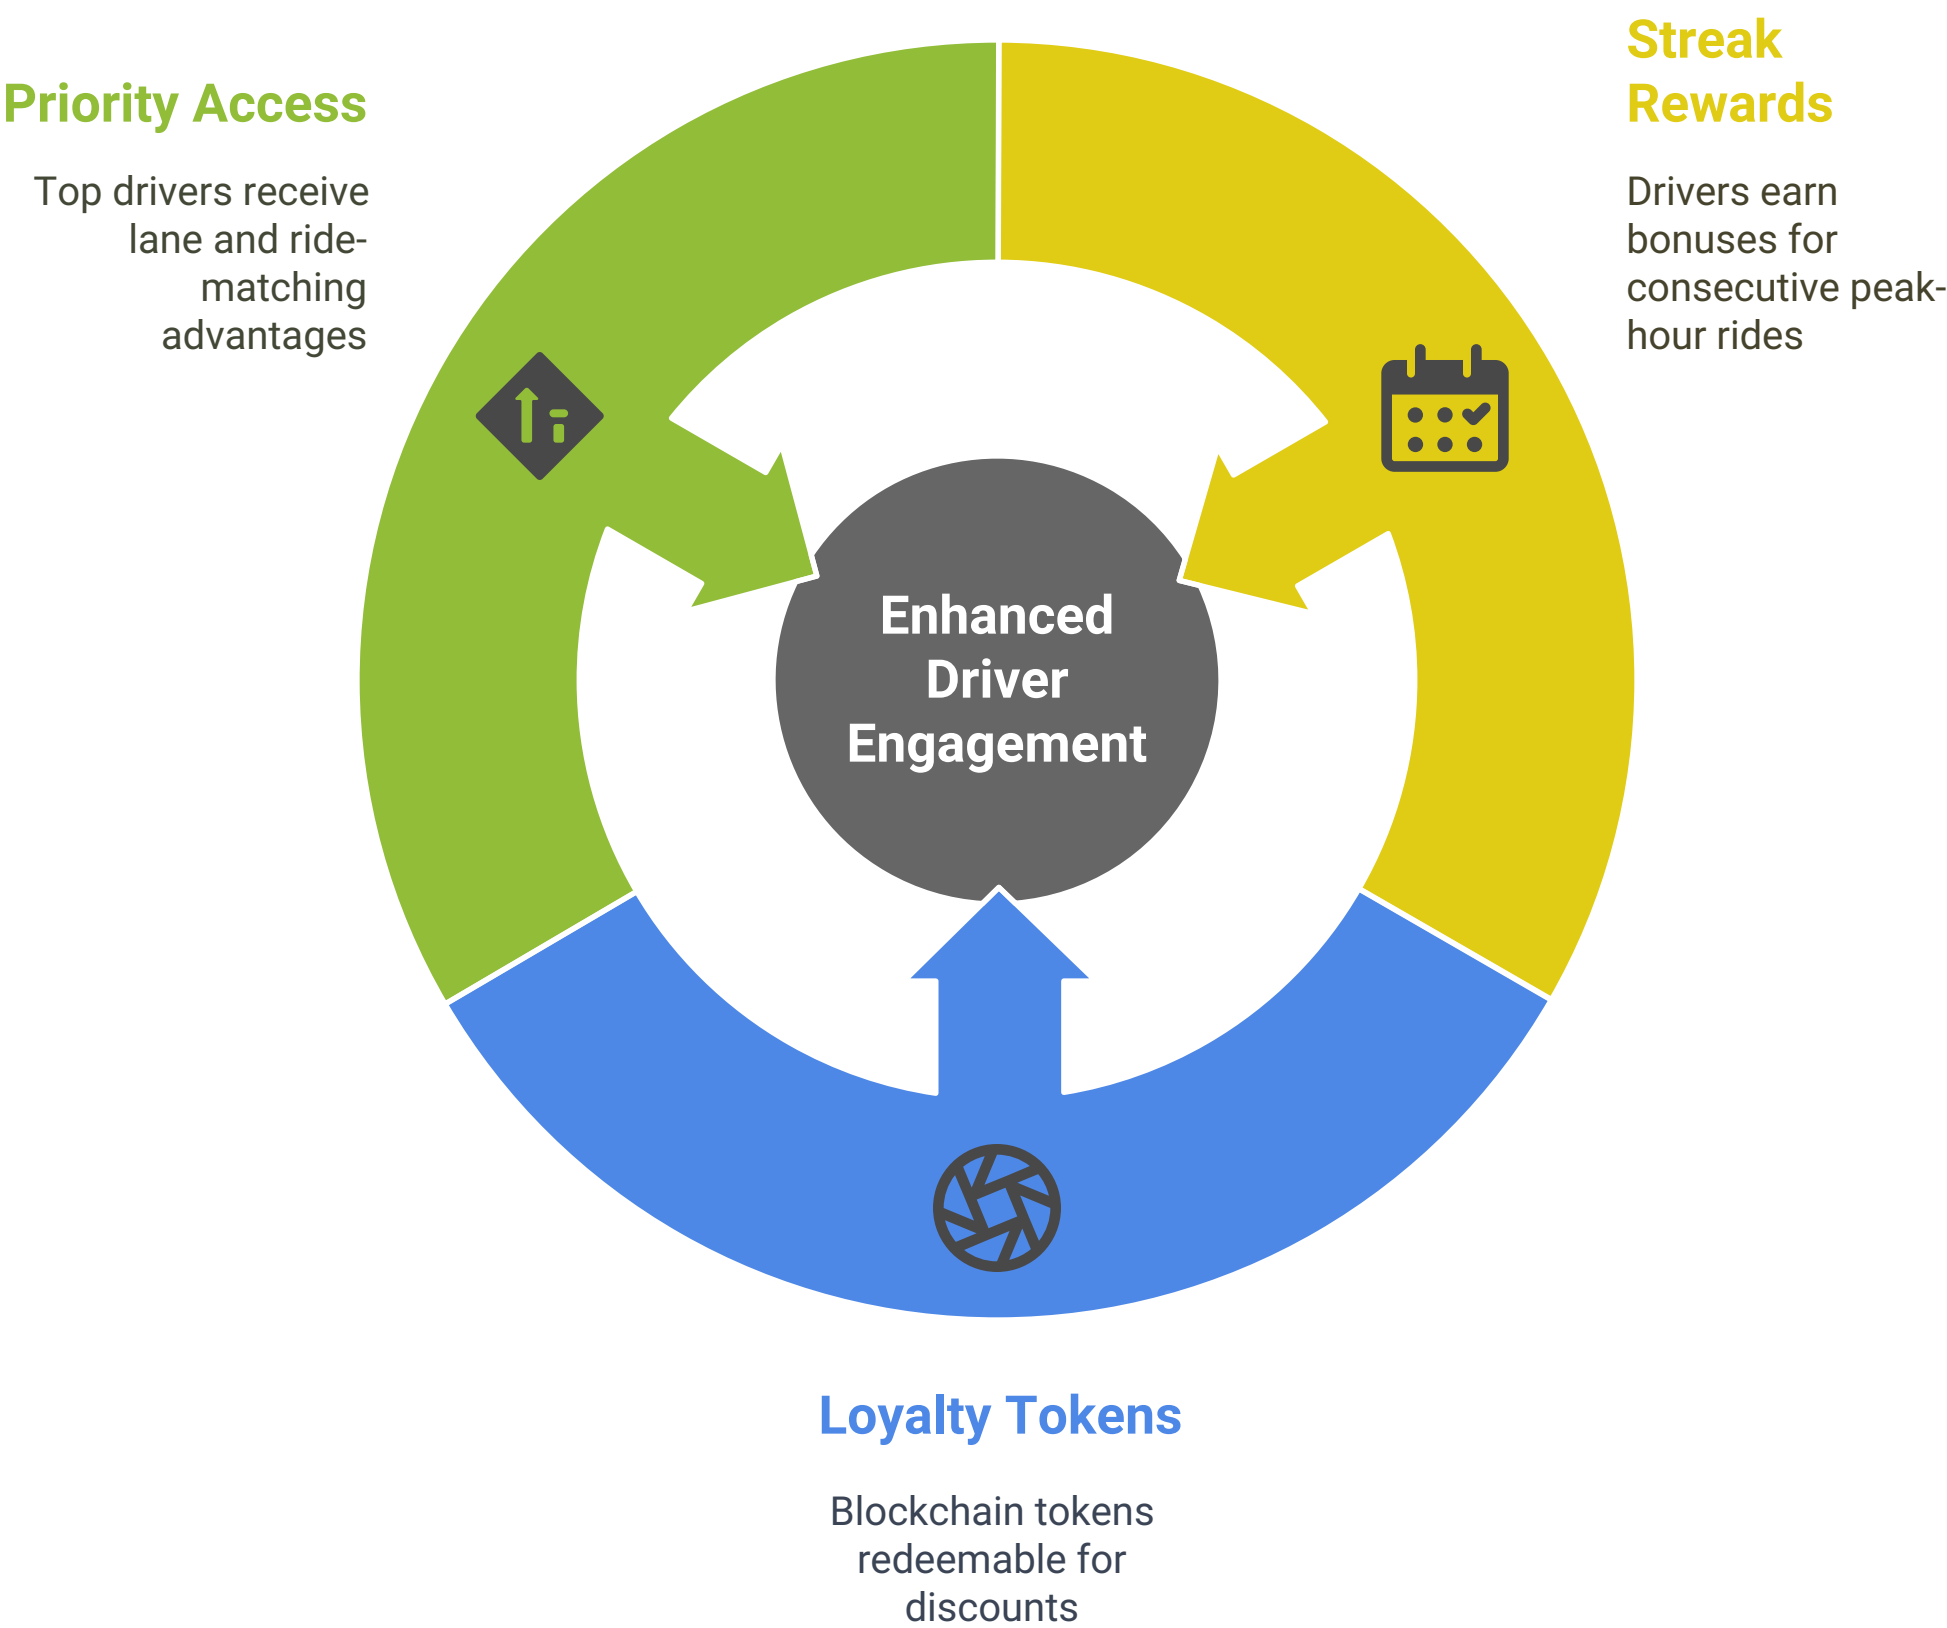 Priority Access
Top drivers receive
lane and ride-
matching
advantages
Streak
Rewards
Drivers earn
bonuses for
consecutive peak-
hour rides
Enhanced
Driver
Engagement
Loyalty Tokens
Blockchain tokens
redeemable for
discounts